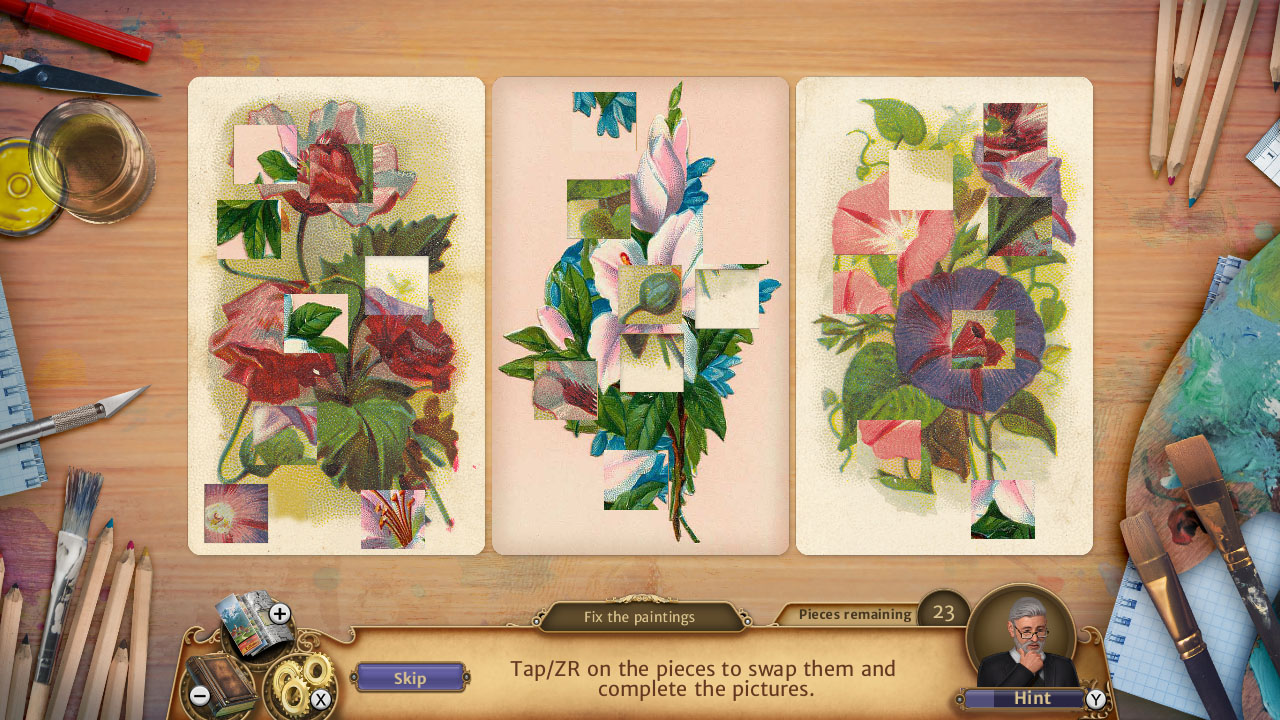 Fix the paintings
Pieces remaining 23
+
Tap/ZR on the pieces to swap them and
complete the pictures.
Skip
−
X
Hint
Y